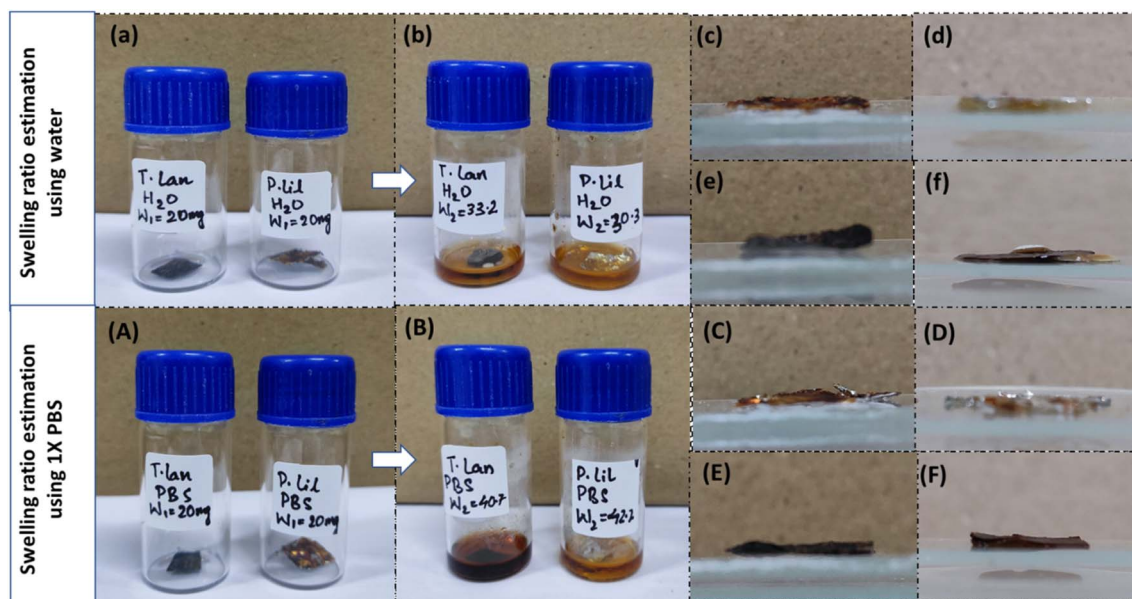 Swelling ratio estimation
using water
(a)
T. Lan
H2O
W1=20mg
P. Lil
H2O
W1=20mg
(b)
T. Lan
H2O
W2=33.2
P. Lil
H2O
W2=30.3
(c)
(d)
(e)
(f)
Swelling ratio estimation
using 1X PBS
(A)
T. Lan
PBS
W1=20mg
P. Lil
PBS
W1=20mg
(B)
T. Lan
PBS
W2=40.7
P. LiL
PBS
W2=42.2
(C)
(D)
(E)
(F)